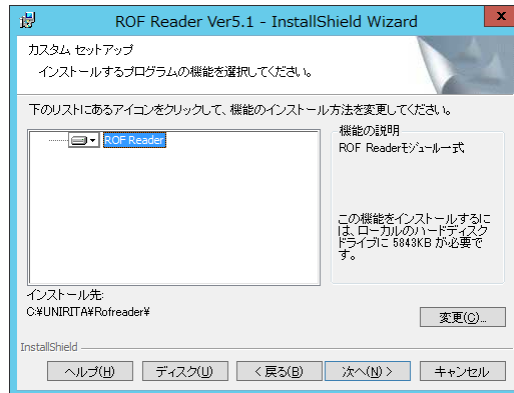 ROF Reader Ver5.1 - InstallShield Wizard
x
カスタム セットアップ
インストールするプログラムの機能を選択してください。
下のリストにあるアイコンをクリックして、機能のインストール方法を変更してください。
ROF Reader
機能の説明
ROF Readerモジュール一式
この機能をインストールするに
は、ローカルのハードディスク
ドライブに 5843KB が必要で
す。
インストール先:
C:¥UNIRITA¥Rofreader¥
変更(C)...
InstallShield
ヘルプ(H) ディスク(U) < 戻る(B) 次へ(N) > キャンセル